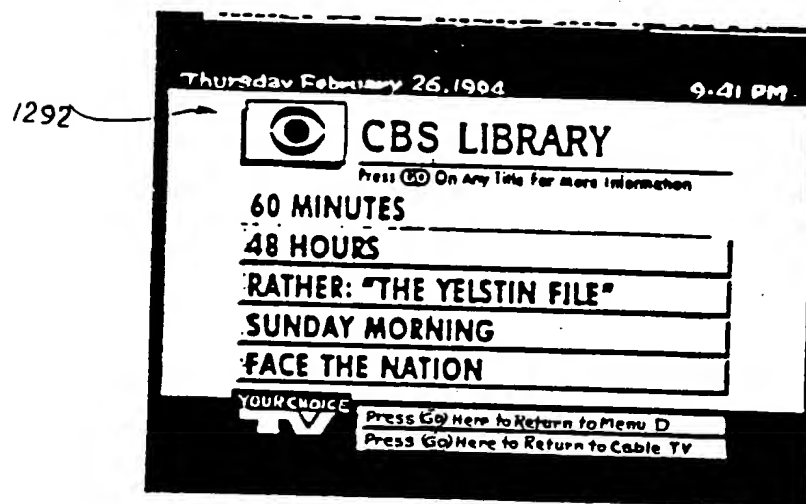 Thursday February 26, 1994 9:41 PM
1292
CBS LIBRARY
Press GO On Any Title For More Information
60 MINUTES
48 HOURS
RATHER: "THE YELSTIN FILE"
SUNDAY MORNING
FACE THE NATION
YOUR CHOICE
TV
Press Go Here to Return to Menu D
Press Go Here to Return to Cable TV